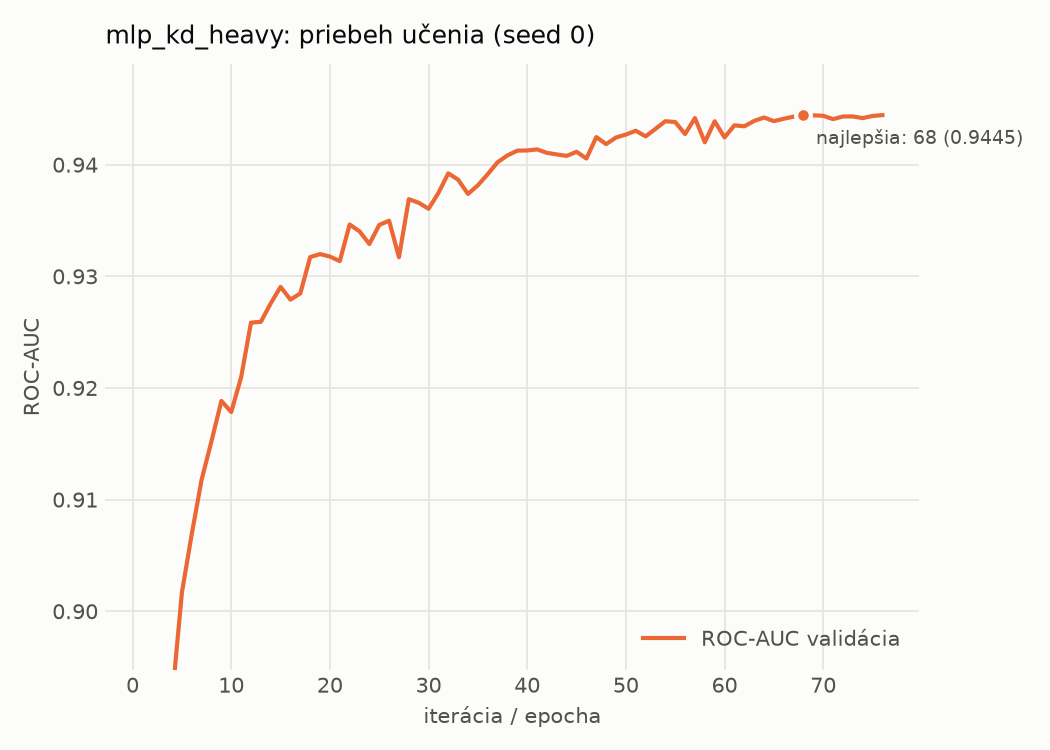 mlp_kd_heavy: priebeh učenia (seed 0)
najlepšia: 68 (0.9445)
0.94
0.93
0.92
0.91
0.90
ROC-AUC
ROC-AUC validácia
0 10 20 30 40 50 60 70
iterácia / epocha